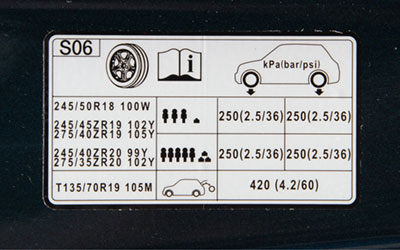 S06
i
kPa(bar/psi)
245/50R18 100W
245/45ZR19 102Y
275/40ZR19 105Y
250(2.5/36) 250(2.5/36)
245/40ZR20 99Y
275/35ZR20 102Y
250(2.5/36) 250(2.5/36)
T135/70R19 105M
420 (4.2/60)